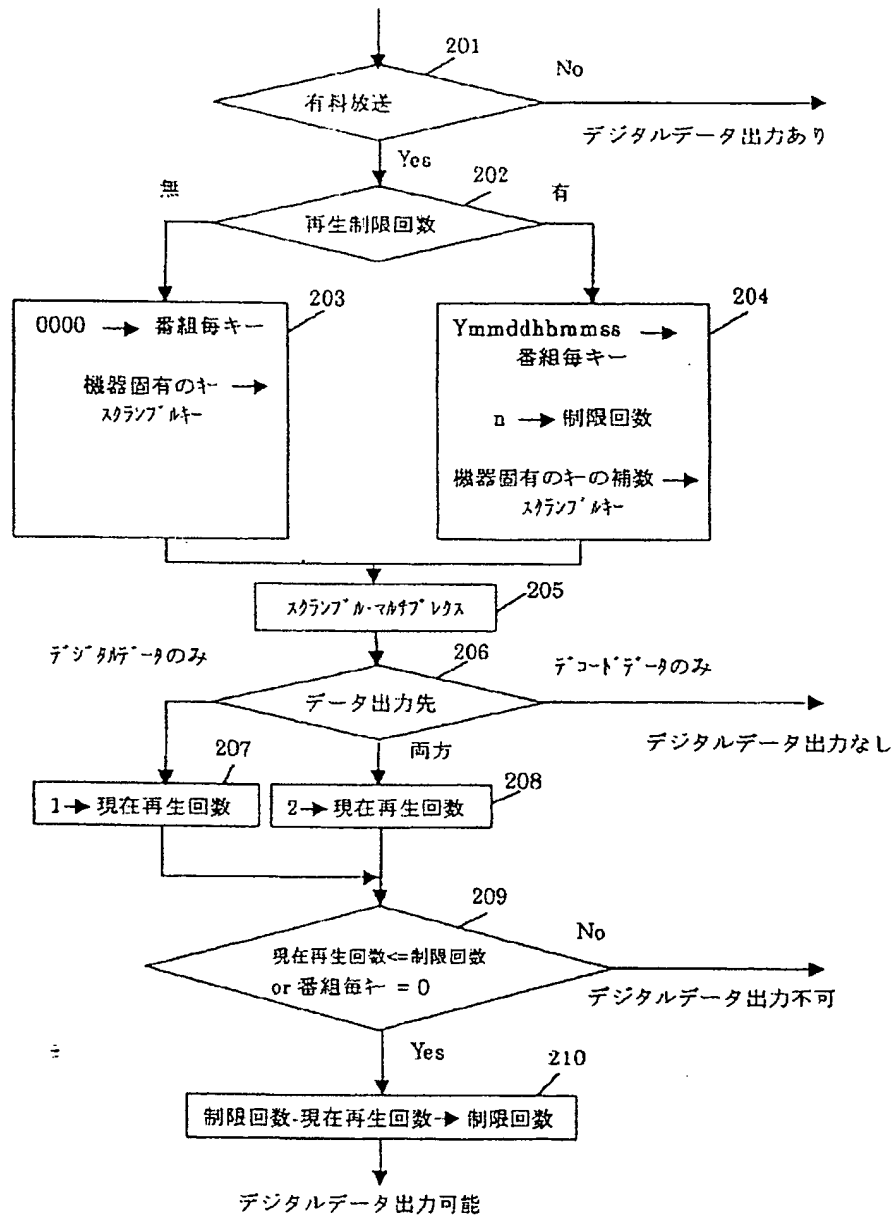 201
有料放送
No
デジタルデータ出力あり
Yes
202
無
有
再生制限回数
203
0000 → 番組毎キー
機器固有のキー →
スクランブルキー
204
Ymmddhhmmss →
番組毎キー
n → 制限回数
機器固有のキーの補数 →
スクランブルキー
スクランブル・マルチプレクス
205
デジタルデータのみ
206
デコードデータのみ
データ出力先
デジタルデータ出力なし
両方
207
1→現在再生回数
208
2→現在再生回数
209
現在再生回数<=制限回数
or 番組毎キー = 0
No
デジタルデータ出力不可
Yes
210
制限回数-現在再生回数→制限回数
デジタルデータ出力可能